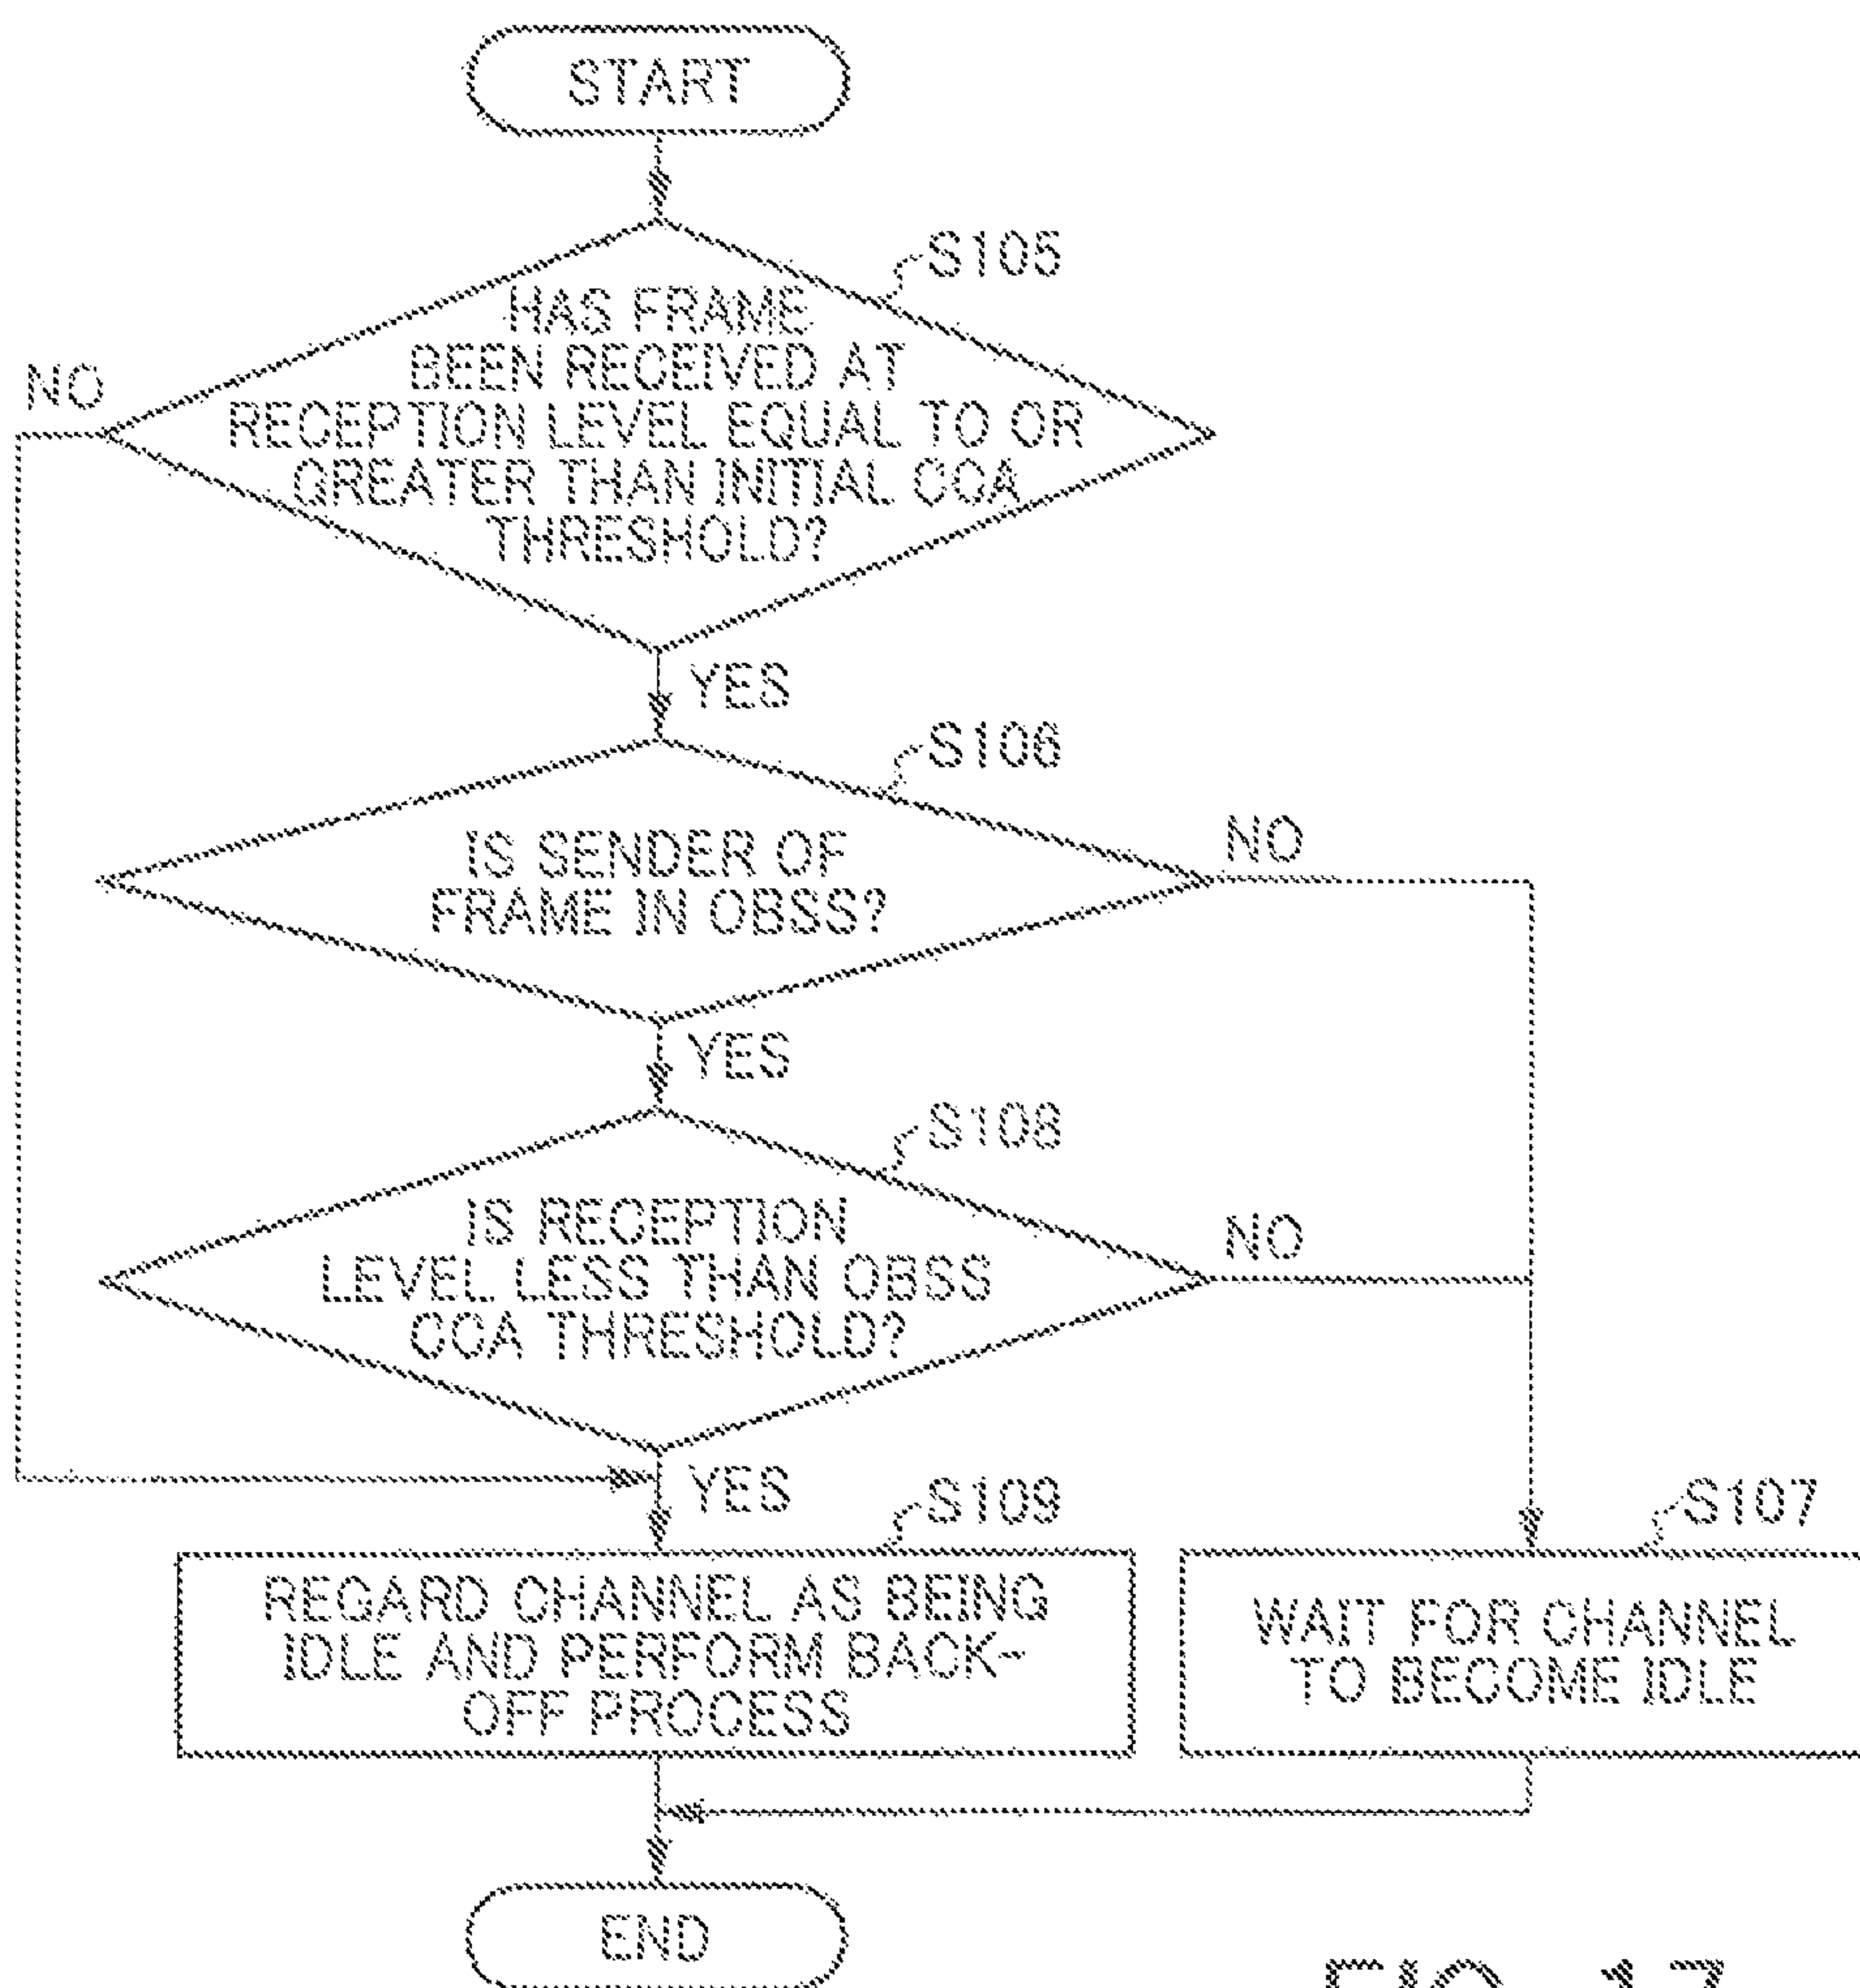 START
S105
HAS FRAME
BEEN RECEIVED AT
RECEPTION LEVEL EQUAL TO OR
GREATER THAN INITIAL CCA
THRESHOLD?
NO
YES
S106
IS SENDER OF
FRAME IN OBSS?
NO
YES
S108
IS RECEPTION
LEVEL LESS THAN OBSS
CCA THRESHOLD?
NO
YES
S109
REGARD CHANNEL AS BEING
IDLE AND PERFORM BACK-
OFF PROCESS
S107
WAIT FOR CHANNEL
TO BECOME IDLE
END
FIG. 17